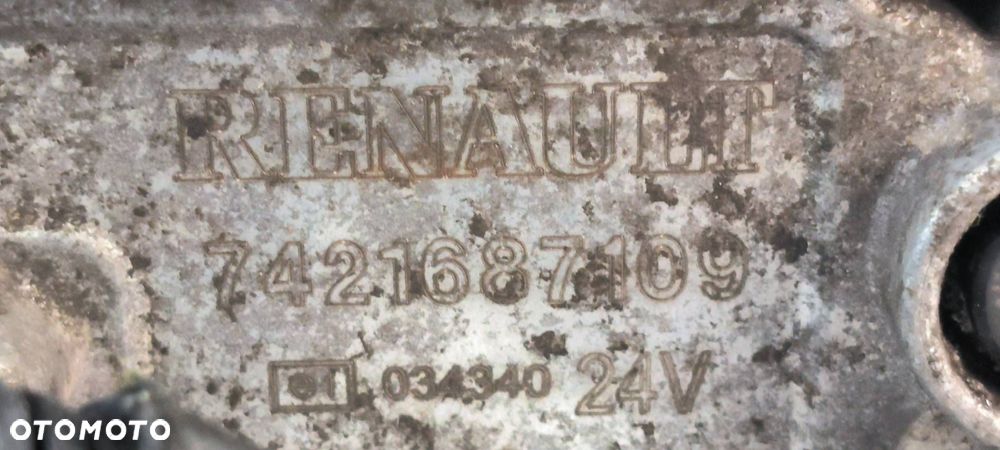 RENAULT
7421687109
e1 034340 24V
OTOMOTO